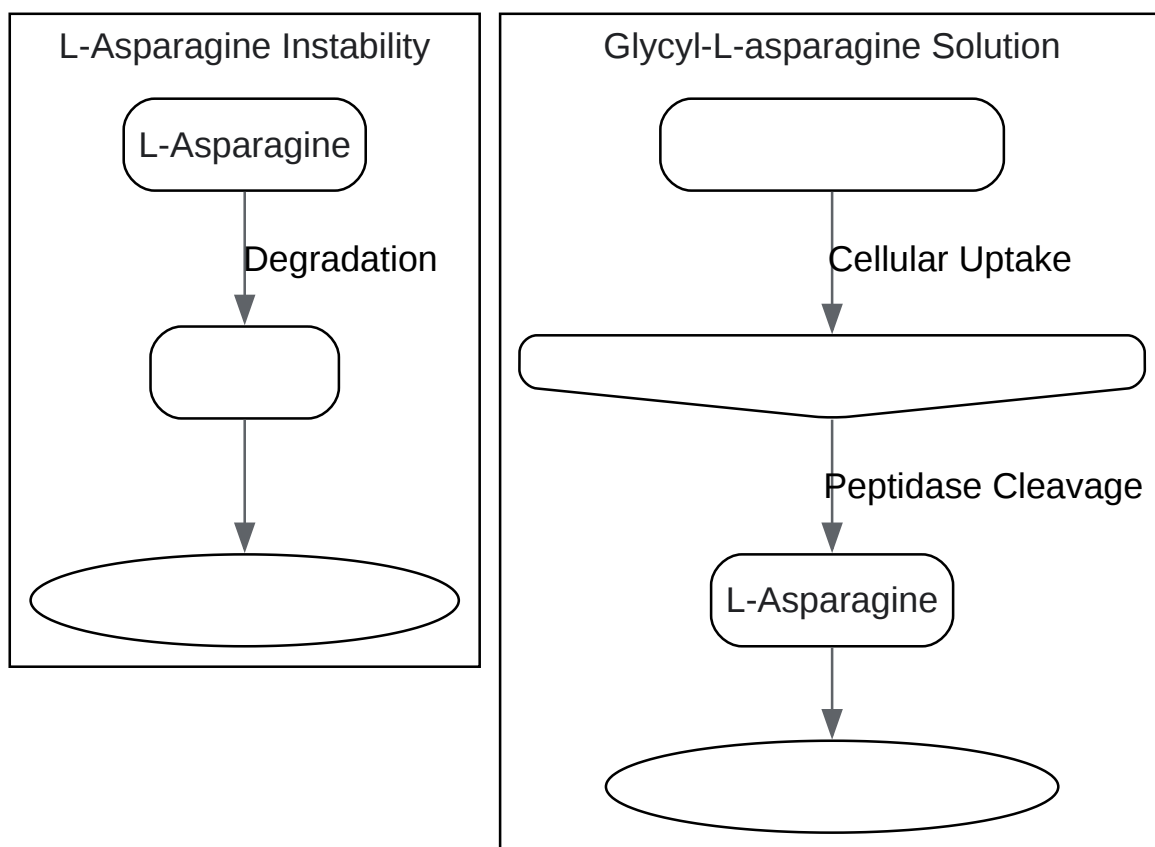 L-Asparagine Instability
L-Asparagine
Degradation
Glycyl-L-asparagine Solution
Cellular Uptake
Peptidase Cleavage
L-Asparagine